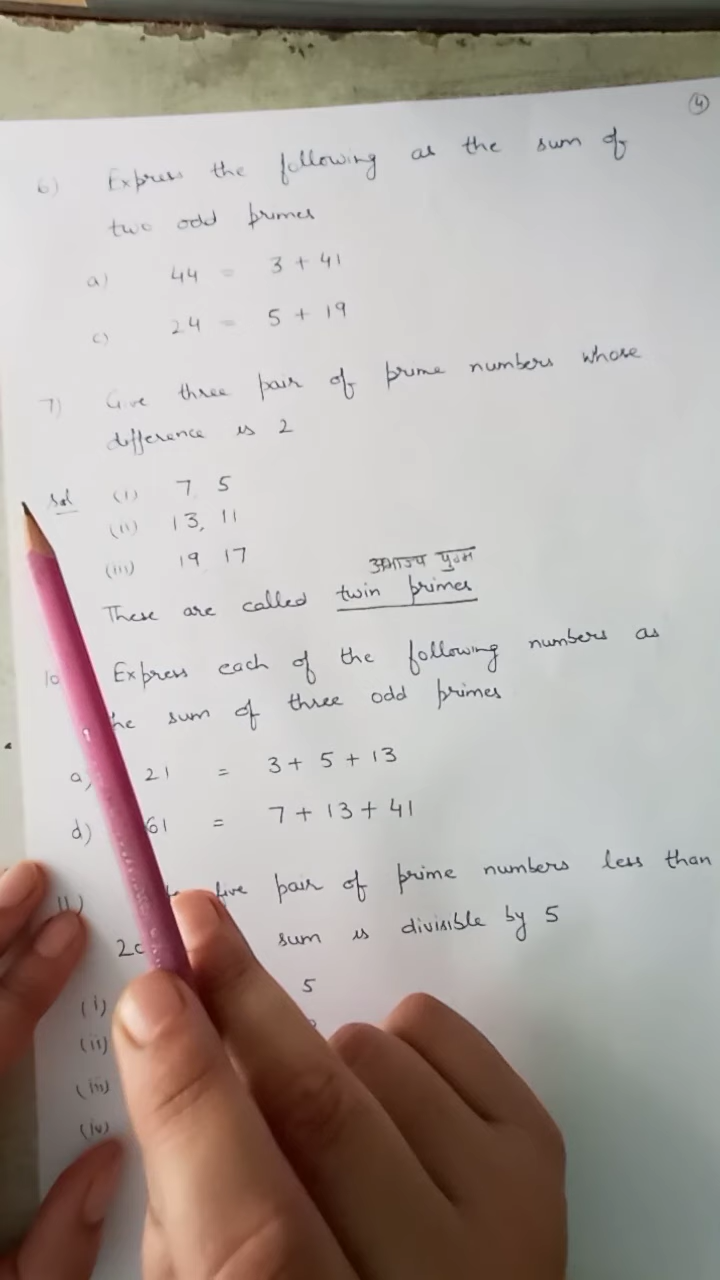 4
6) Express the following as the sum of
two odd primes
a) 44 = 3 + 41
c) 24 = 5 + 19
7) Give three pair of prime numbers whose
difference is 2
Sol (i) 7, 5
(ii) 13, 11
(iii) 19, 17
अभाज्य युग्म
These are called twin primes
10 Express each of the following numbers as
the sum of three odd primes
a) 21 = 3 + 5 + 13
d) 61 = 7 + 13 + 41
11) five pair of prime numbers less than
sum is divisible by 5
(i) 5
(ii)
(iii)
(iv)